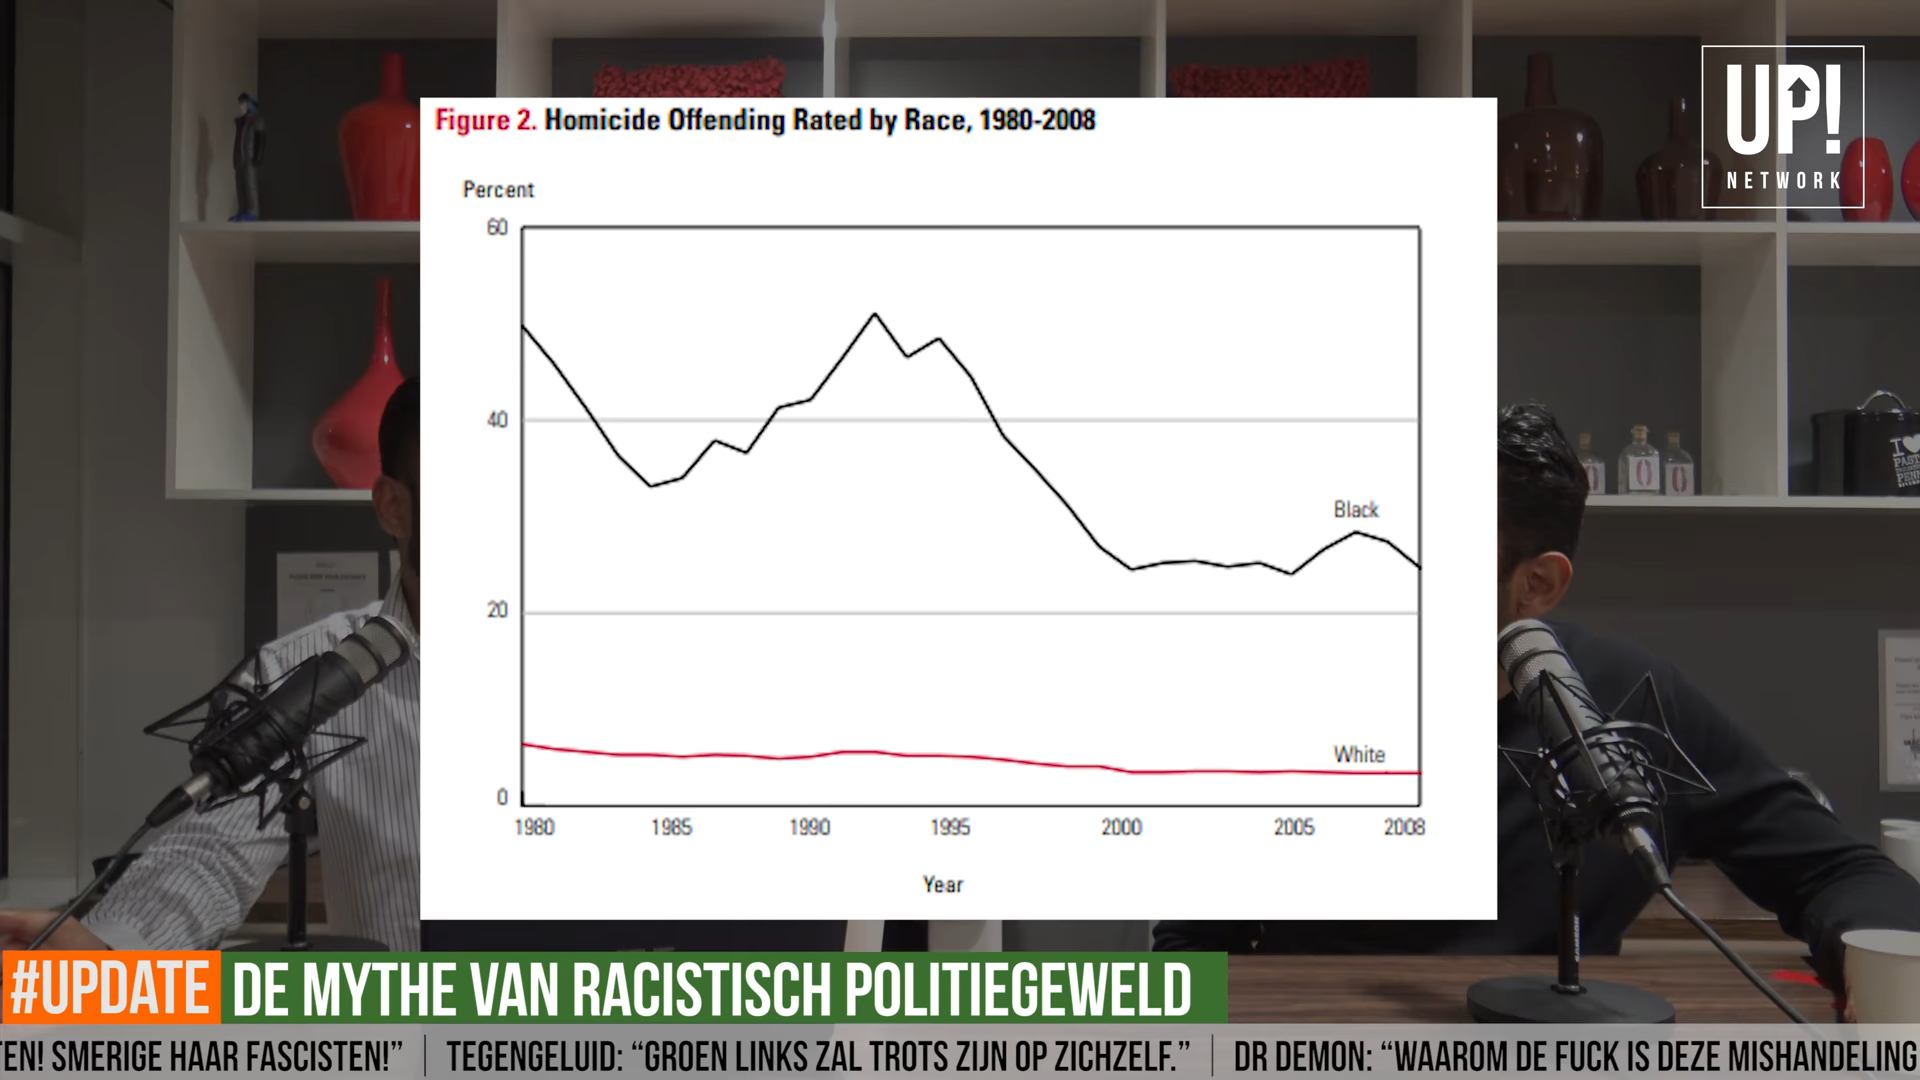 UP!
NETWORK
Figure 2. Homicide Offending Rated by Race, 1980-2008
Percent
60
40
20
0
Black
White
1980 1985 1990 1995 2000 2005 2008
Year
I
#UPDATE DE MYTHE VAN RACISTISCH POLITIEGEWELD
TEN! SMERIGE HAAR FASCISTEN!” | TEGENGELUID: “GROEN LINKS ZAL TROTS ZIJN OP ZICHZELF.” | DR DEMON: “WAAROM DE FUCK IS DEZE MISHANDELING